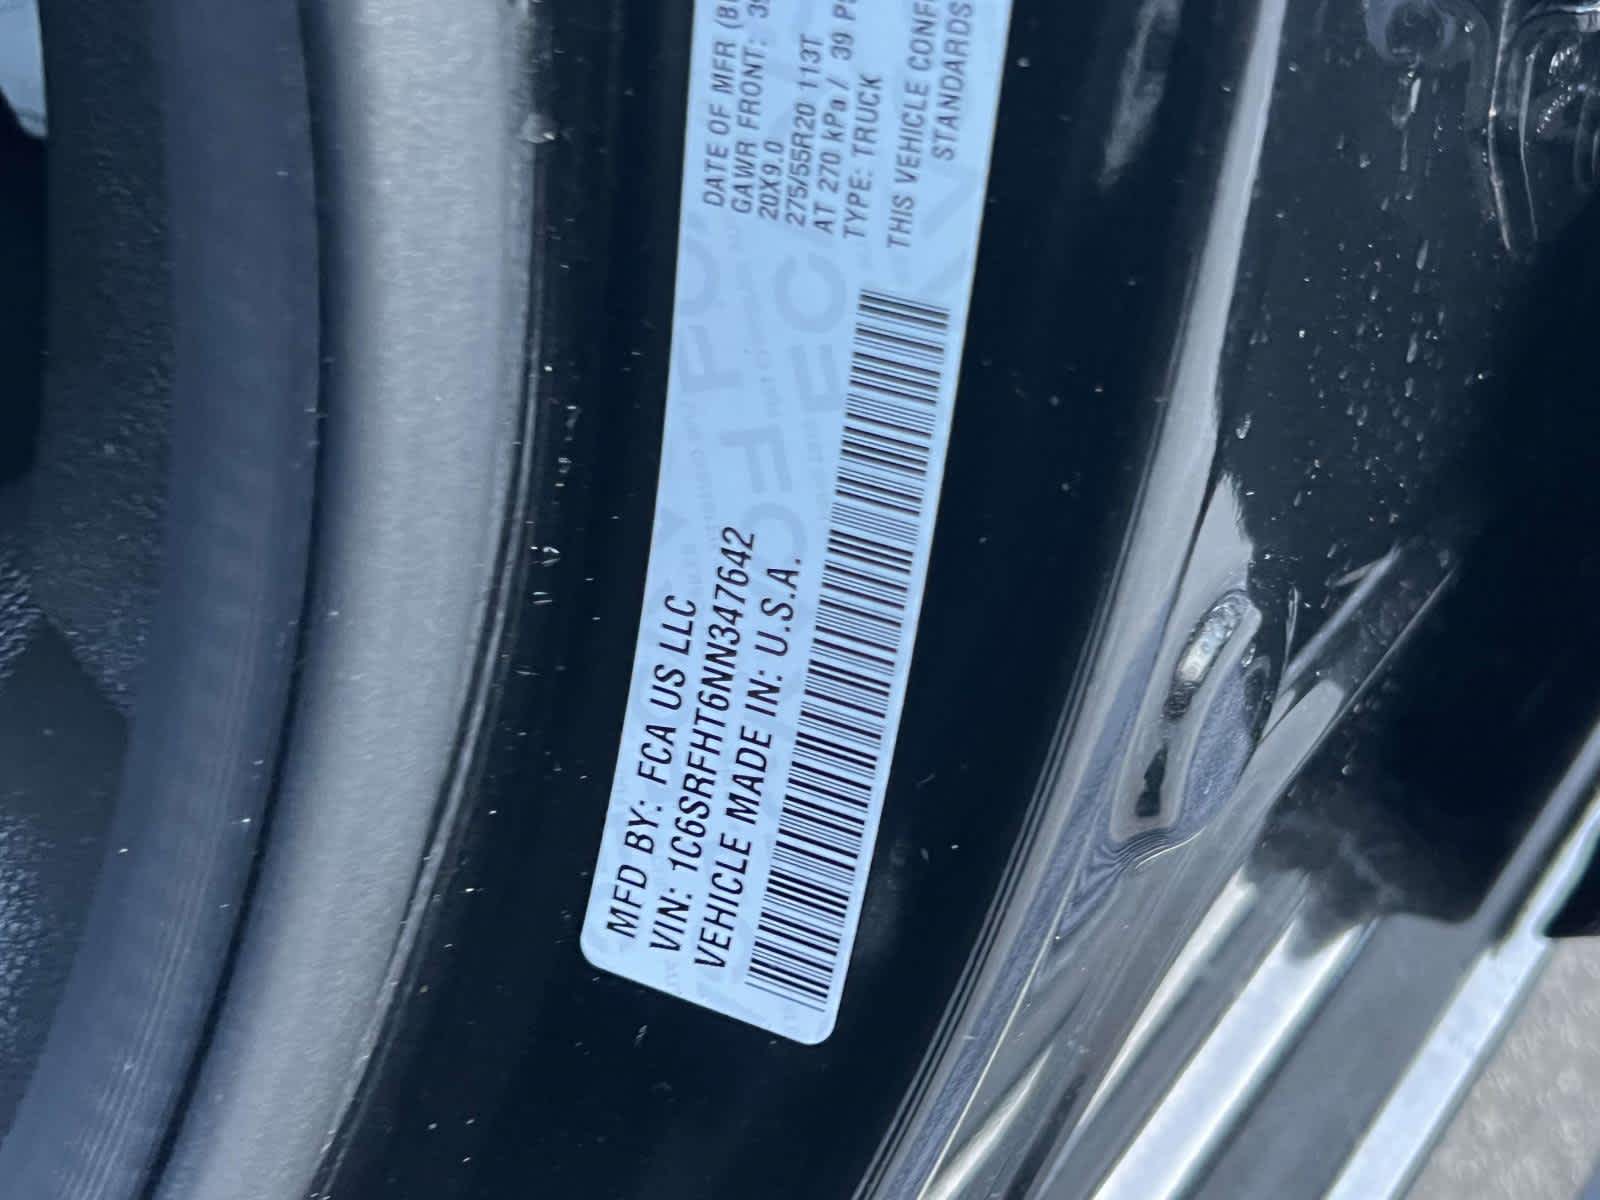 MFD BY: FCA US LLC
VIN: 1C6SRFHT6NN347642
VEHICLE MADE IN: U.S.A.
DATE OF MFR
GAWR FRONT:
20X9.0
275/55R20 113T
AT 270 kPa / 39
TYPE: TRUCK
THIS VEHICLE
STANDARDS